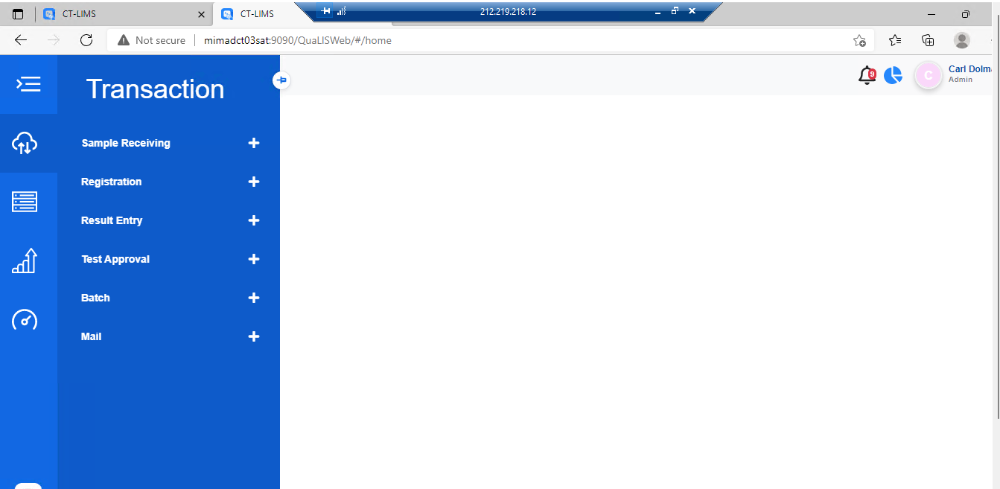 CT-LIMS
CT-LIMS
212.219.218.12
Not secure
mimadct03sat:9090/QuaLISWeb/#/home
Transaction
9
C
Carl Dolma
Admin
Sample Receiving
Registration
Result Entry
Test Approval
Batch
Mail